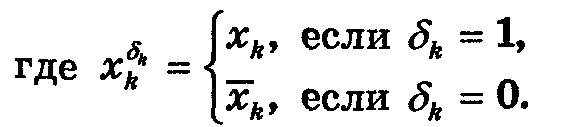 где x_k^{δ_k} = { x_k, если δ_k = 1,
x̄_k, если δ_k = 0.